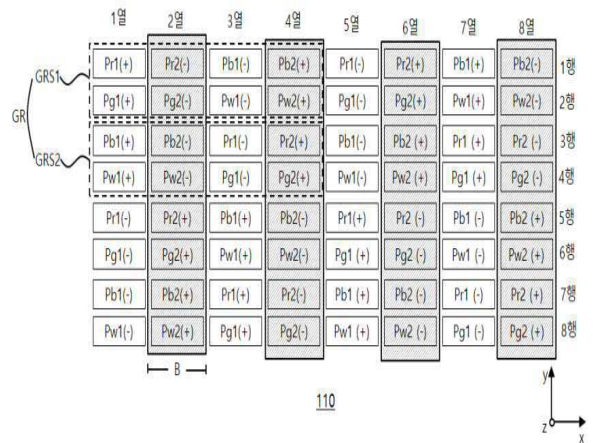 1열 2열 3열 4열 5열 6열 7열 8열
GRS1
GR
GRS2
Pr1(+) Pr2(-) Pb1(-) Pb2(+) Pr1(-) Pr2(+) Pb1(+) Pb2(-) 1행
Pg1(+) Pg2(-) Pw1(-) Pw2(+) Pg1(-) Pg2(+) Pw1(+) Pw2(-) 2행
Pb1(+) Pb2(-) Pr1(-) Pr2(+) Pb1(-) Pb2 (+) Pr1 (+) Pr2 (-) 3행
Pw1(+) Pw2(-) Pg1(-) Pg2(+) Pw1(-) Pw2 (+) Pg1 (+) Pg2 (-) 4행
Pr1(-) Pr2(+) Pb1(+) Pb2(-) Pr1(+) Pr2 (-) Pb1 (-) Pb2 (+) 5행
Pg1(-) Pg2(+) Pw1(+) Pw2(-) Pg1 (+) Pg2 (-) Pw1 (-) Pw2 (+) 6행
Pb1(-) Pb2(+) Pr1(+) Pr2(-) Pb1 (+) Pb2 (-) Pr1 (-) Pr2 (+) 7행
Pw1(-) Pw2(+) Pg1(+) Pg2(-) Pw1 (+) Pw2 (-) Pg1 (-) Pg2 (+) 8행
B
110
y
z
x